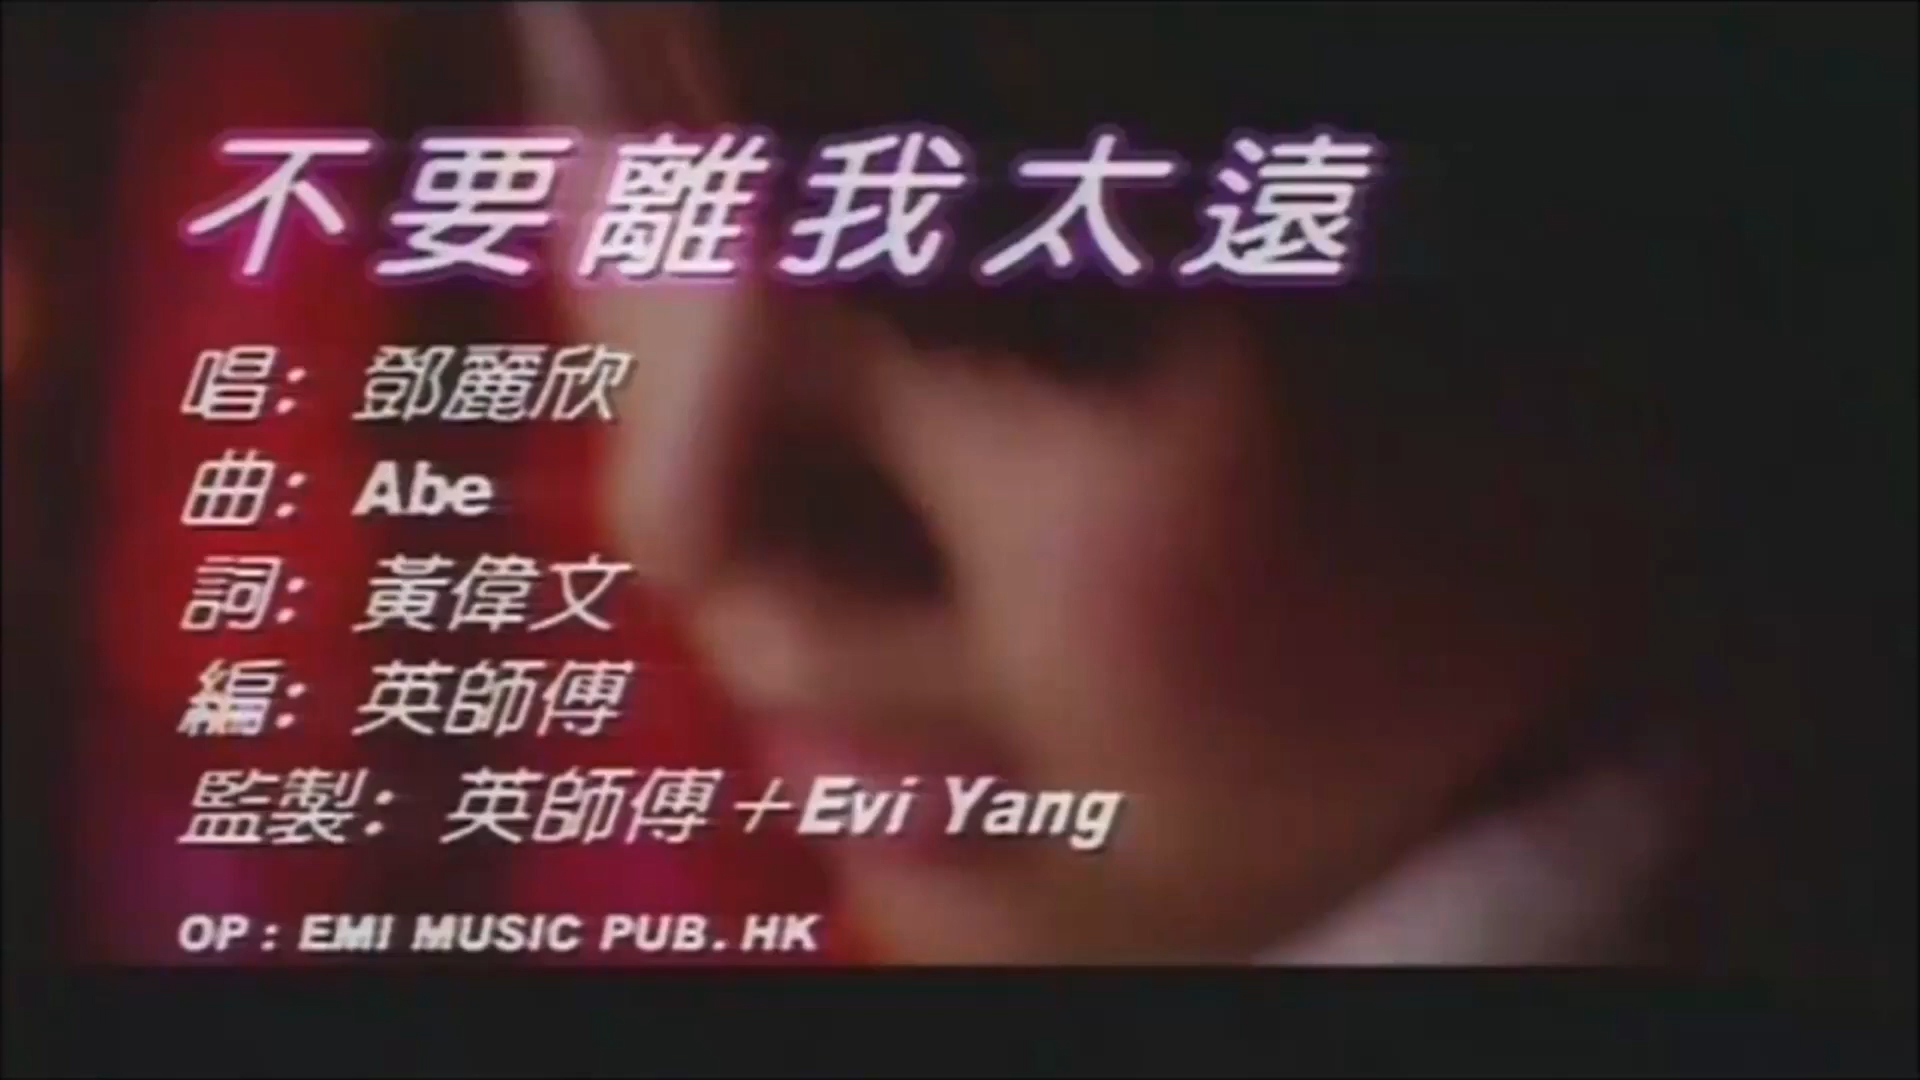 不要離我太遠
唱：鄧麗欣
曲：Abe
詞：黃偉文
編：英師傅
監製：英師傅＋Evi Yang
OP : EMI MUSIC PUB. HK